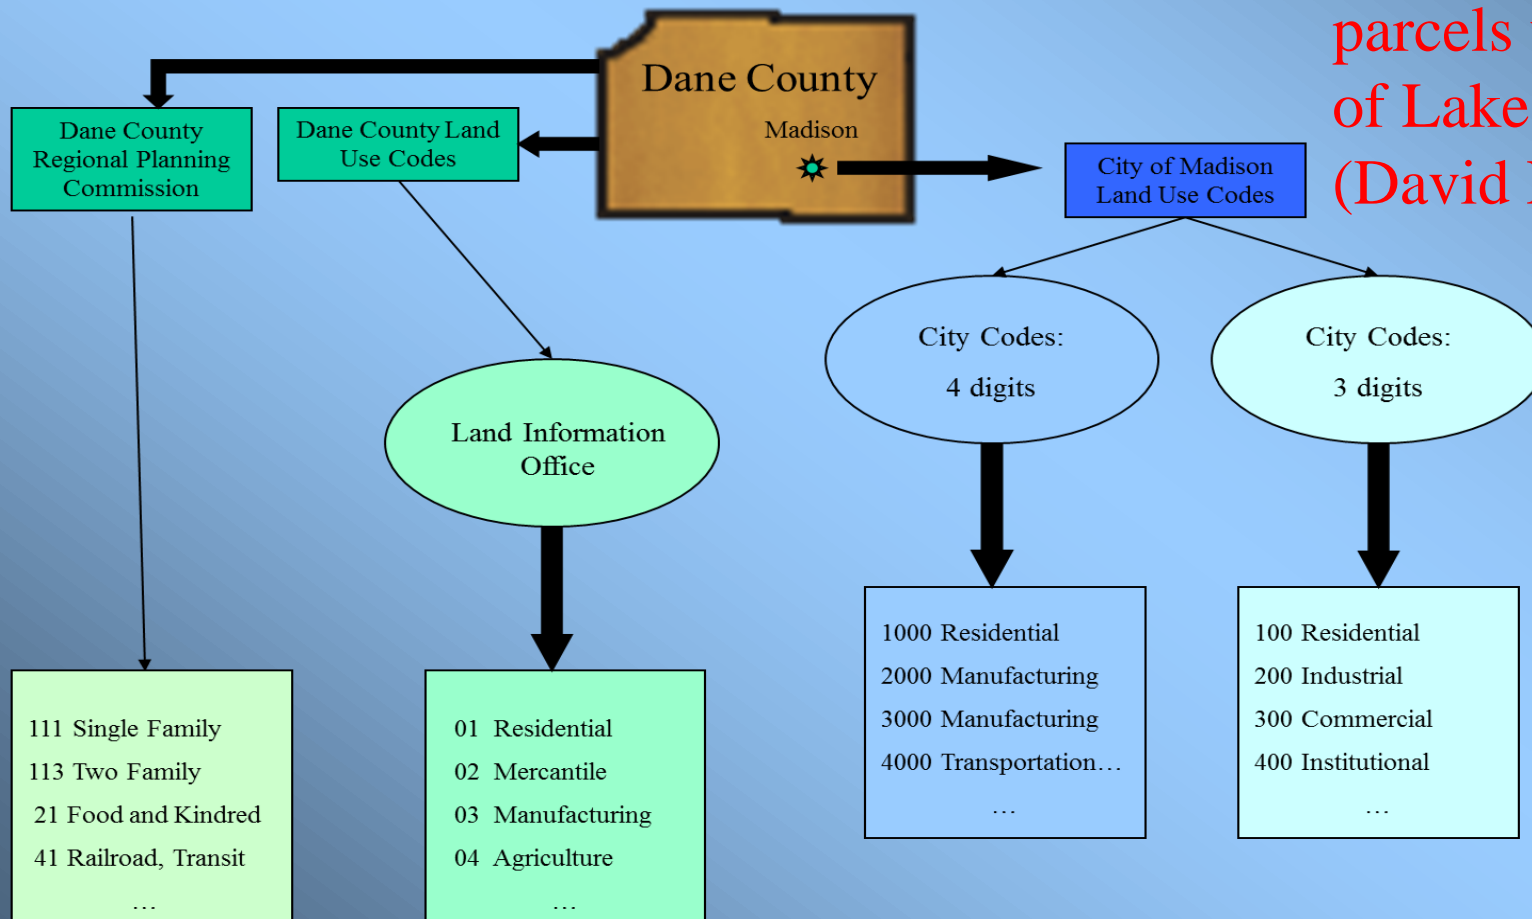 Dane County
Madison
parcels
of Lake
(David
Dane County
Regional Planning
Commission
Dane County Land
Use Codes
City of Madison
Land Use Codes
City Codes:
4 digits
City Codes:
3 digits
Land Information
Office
1000 Residential
2000 Manufacturing
3000 Manufacturing
4000 Transportation…
…
100 Residential
200 Industrial
300 Commercial
400 Institutional
…
111 Single Family
113 Two Family
21 Food and Kindred
41 Railroad, Transit
…
01 Residential
02 Mercantile
03 Manufacturing
04 Agriculture
…